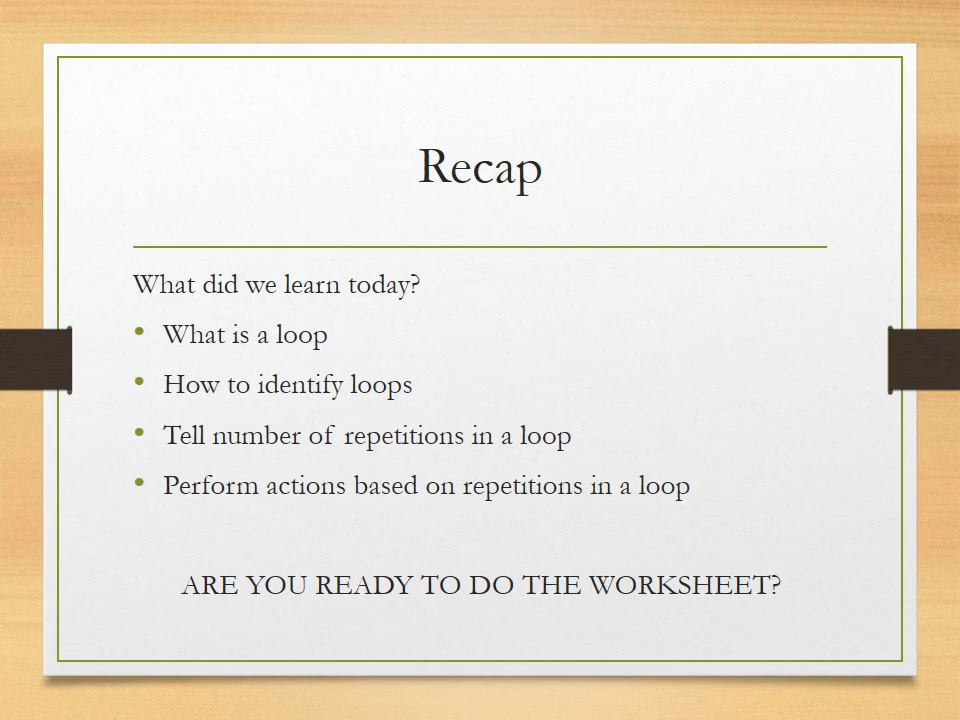 Recap
What did we learn today?
• What is a loop
• How to identify loops
• Tell number of repetitions in a loop
• Perform actions based on repetitions in a loop
ARE YOU READY TO DO THE WORKSHEET?